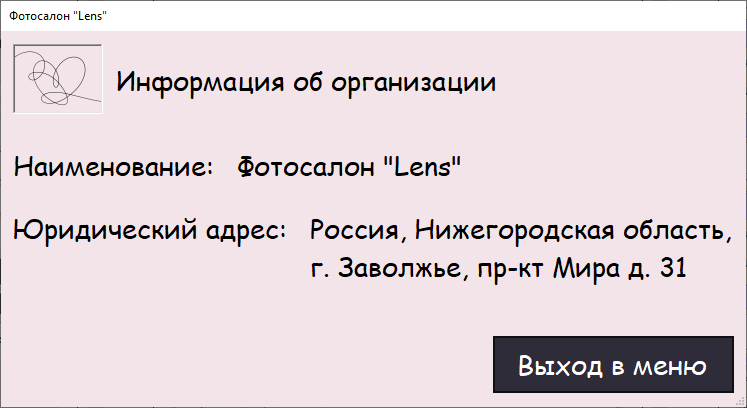 Фотосалон "Lens"
Информация об организации
Наименование: Фотосалон "Lens"
Юридический адрес: Россия, Нижегородская область,
г. Заволжье, пр-кт Мира д. 31
Выход в меню